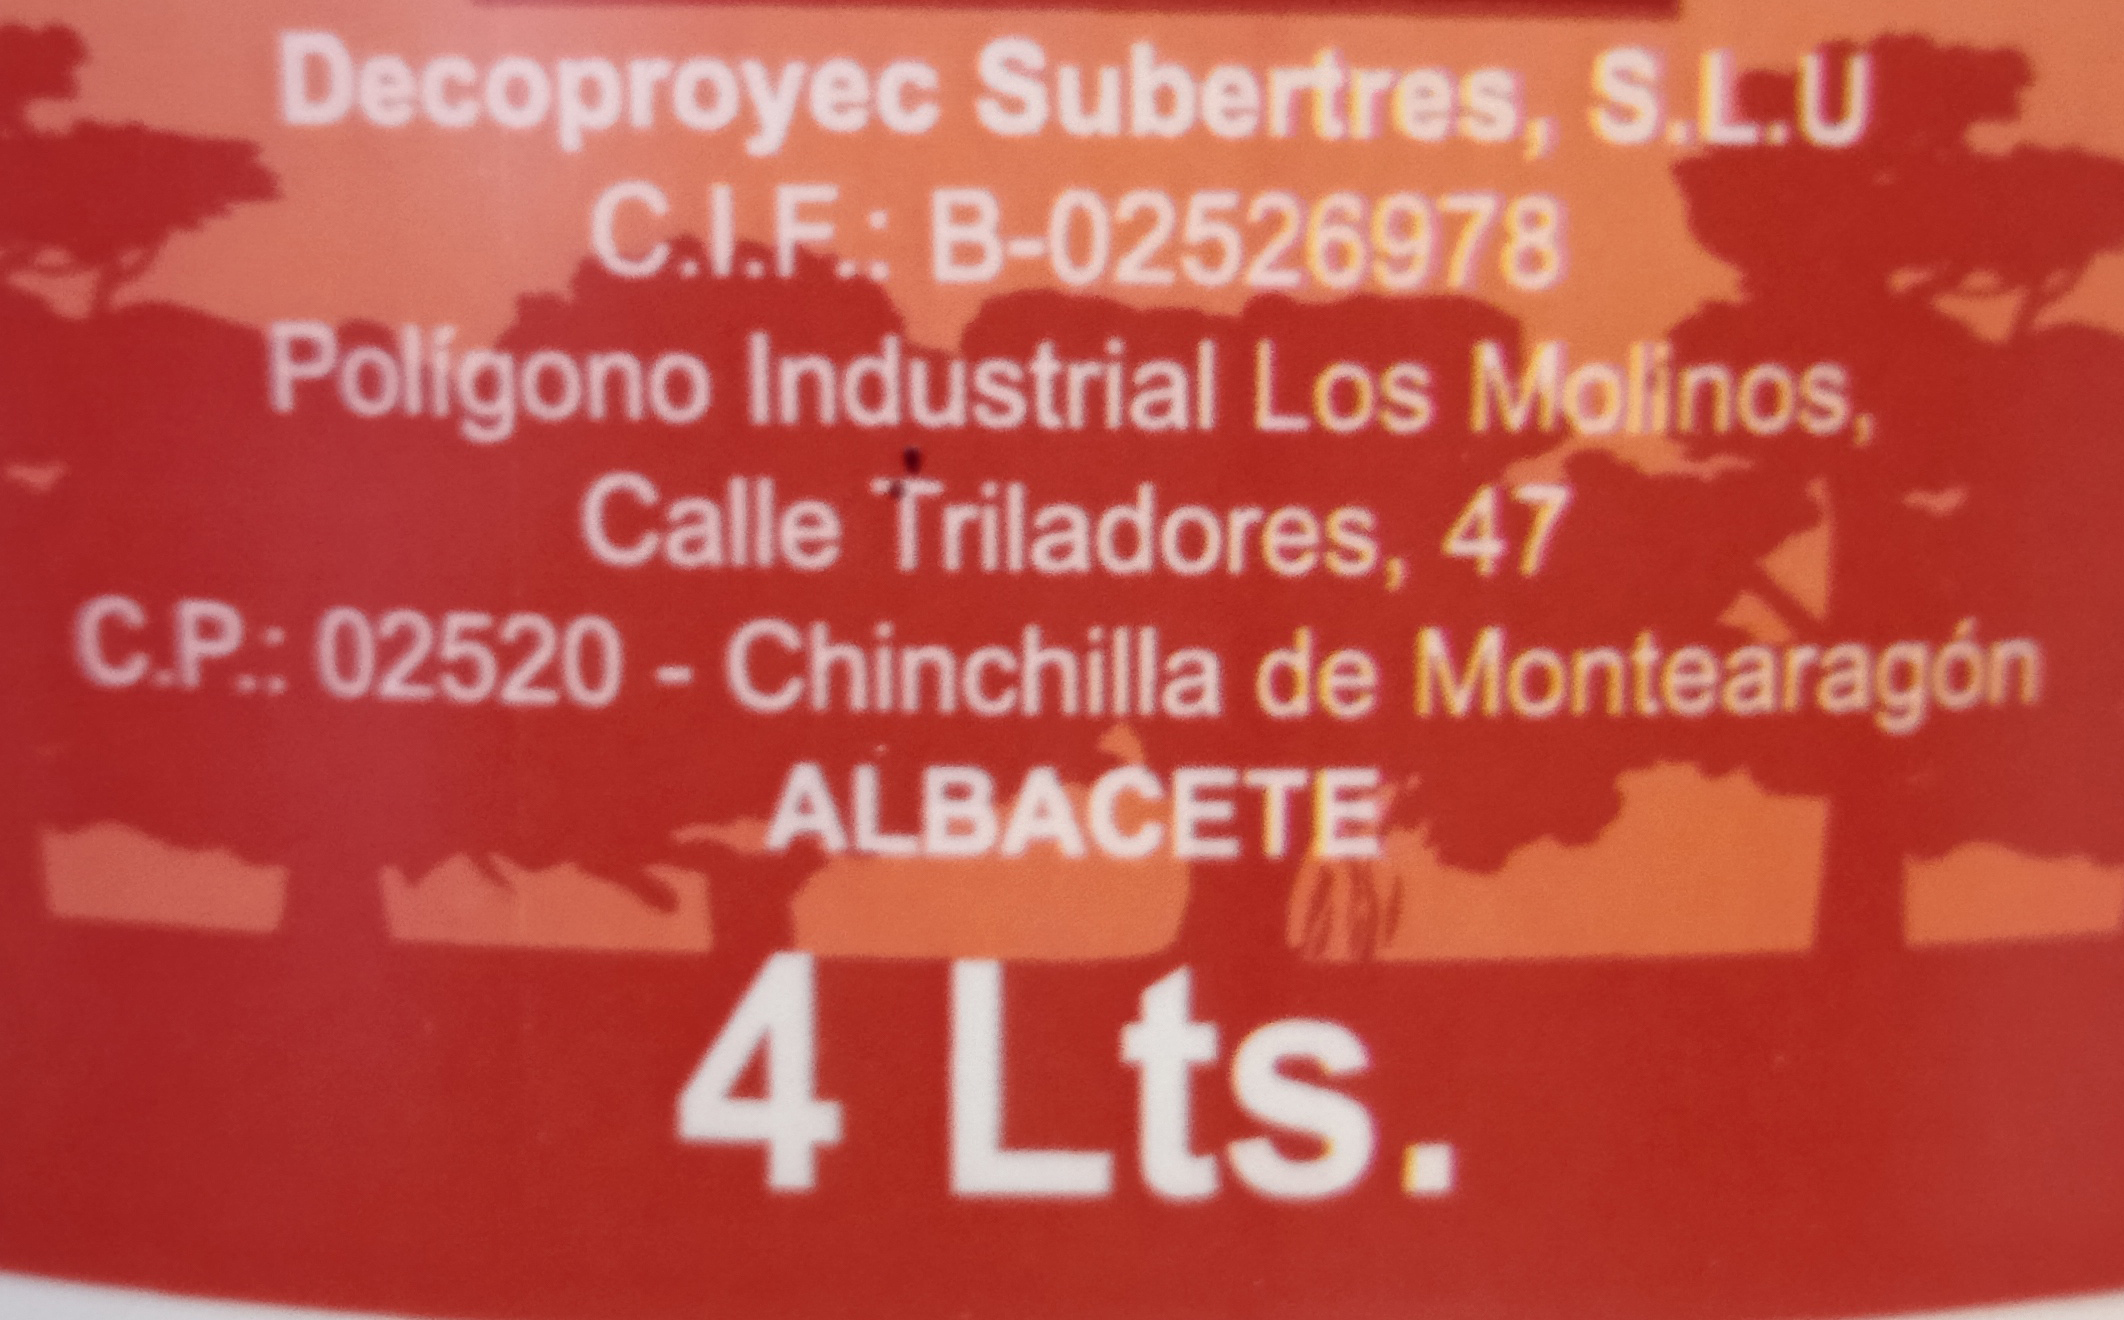 Decoproyec Subertres, S.L.U
C.I.F.: B-02526978
Polígono Industrial Los Molinos,
Calle Triladores, 47
C.P.: 02520 - Chinchilla de Montearagón
ALBACETE
4 Lts.